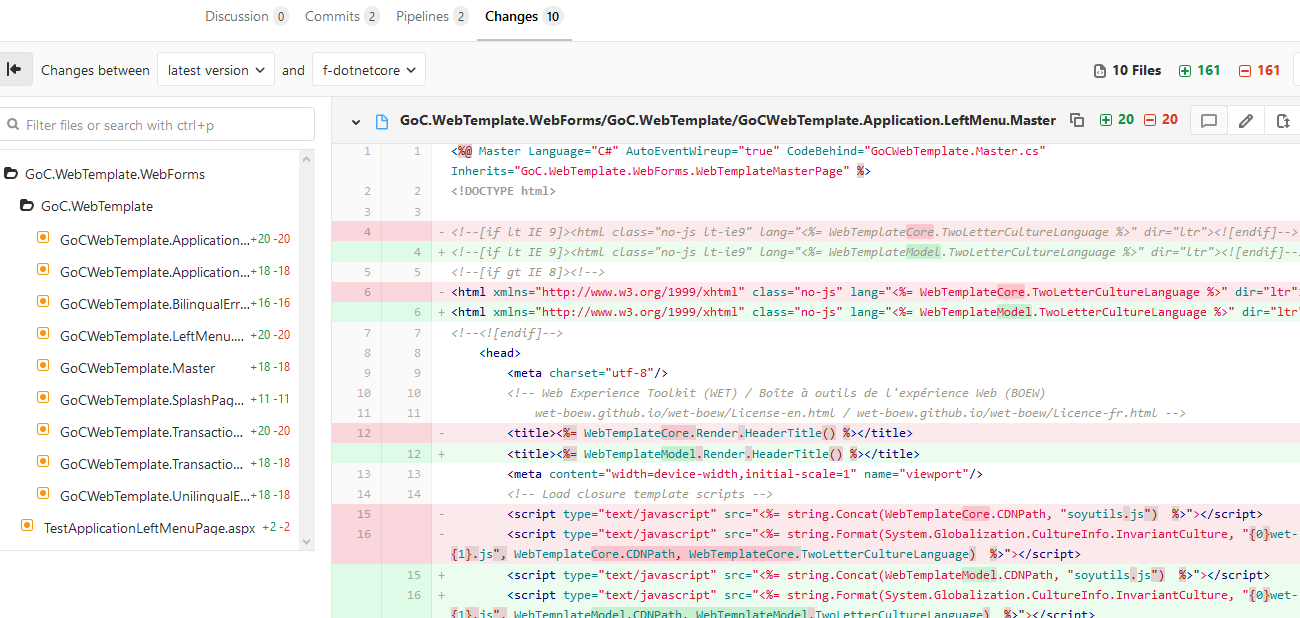 Discussion 0 Commits 2 Pipelines 2 Changes 10
Changes between latest version and f-dotnetcore 10 Files 161 161
Filter files or search with ctrl+p
GoC.WebTemplate.WebForms
GoC.WebTemplate
GoCWebTemplate.Application... +20 -20
GoCWebTemplate.Application... +18 -18
GoCWebTemplate.BilingualErr... +16 -16
GoCWebTemplate.LeftMenu.... +20 -20
GoCWebTemplate.Master +18 -18
GoCWebTemplate.SplashPag... +11 -11
GoCWebTemplate.Transactio... +20 -20
GoCWebTemplate.Transactio... +18 -18
GoCWebTemplate.UnilingualE... +18 -18
TestApplicationLeftMenuPage.aspx +2 -2
GoC.WebTemplate.WebForms/GoC.WebTemplate/GoCWebTemplate.Application.LeftMenu.Master 20 20
1 1 <%@ Master Language="C#" AutoEventWireup="true" CodeBehind="GoCWebTemplate.Master.cs"
Inherits="GoC.WebTemplate.WebForms.WebTemplateMasterPage" %>
2 2 <!DOCTYPE html>
3 3
4 - <!--[if lt IE 9]><html class="no-js lt-ie9" lang="<%= WebTemplateCore.TwoLetterCultureLanguage %>" dir="ltr"><![endif]-->
4 + <!--[if lt IE 9]><html class="no-js lt-ie9" lang="<%= WebTemplateModel.TwoLetterCultureLanguage %>" dir="ltr"><![endif]--
5 5 <!--[if gt IE 8]><!-->
6 - <html xmlns="http://www.w3.org/1999/xhtml" class="no-js" lang="<%= WebTemplateCore.TwoLetterCultureLanguage %>" dir="ltr"
6 + <html xmlns="http://www.w3.org/1999/xhtml" class="no-js" lang="<%= WebTemplateModel.TwoLetterCultureLanguage %>" dir="ltr
7 7 <!--<![endif]-->
8 8 <head>
9 9 <meta charset="utf-8"/>
10 10 <!-- Web Experience Toolkit (WET) / Boîte à outils de l'expérience Web (BOEW)
11 11 wet-boew.github.io/wet-boew/License-en.html / wet-boew.github.io/wet-boew/Licence-fr.html -->
12 - <title><%= WebTemplateCore.Render.HeaderTitle() %></title>
12 + <title><%= WebTemplateModel.Render.HeaderTitle() %></title>
13 13 <meta content="width=device-width,initial-scale=1" name="viewport"/>
14 14 <!-- Load closure template scripts -->
15 - <script type="text/javascript" src="<%= string.Concat(WebTemplateCore.CDNPath, "soyutils.js") %>"></script>
16 - <script type="text/javascript" src="<%= string.Format(System.Globalization.CultureInfo.InvariantCulture, "{0}wet-
{1}.js", WebTemplateCore.CDNPath, WebTemplateCore.TwoLetterCultureLanguage) %>"></script>
15 + <script type="text/javascript" src="<%= string.Concat(WebTemplateModel.CDNPath, "soyutils.js") %>"></script>
16 + <script type="text/javascript" src="<%= string.Format(System.Globalization.CultureInfo.InvariantCulture, "{0}wet-
{1}.js", WebTemplateModel.CDNPath, WebTemplateModel.TwoLetterCultureLanguage) %>"></script>